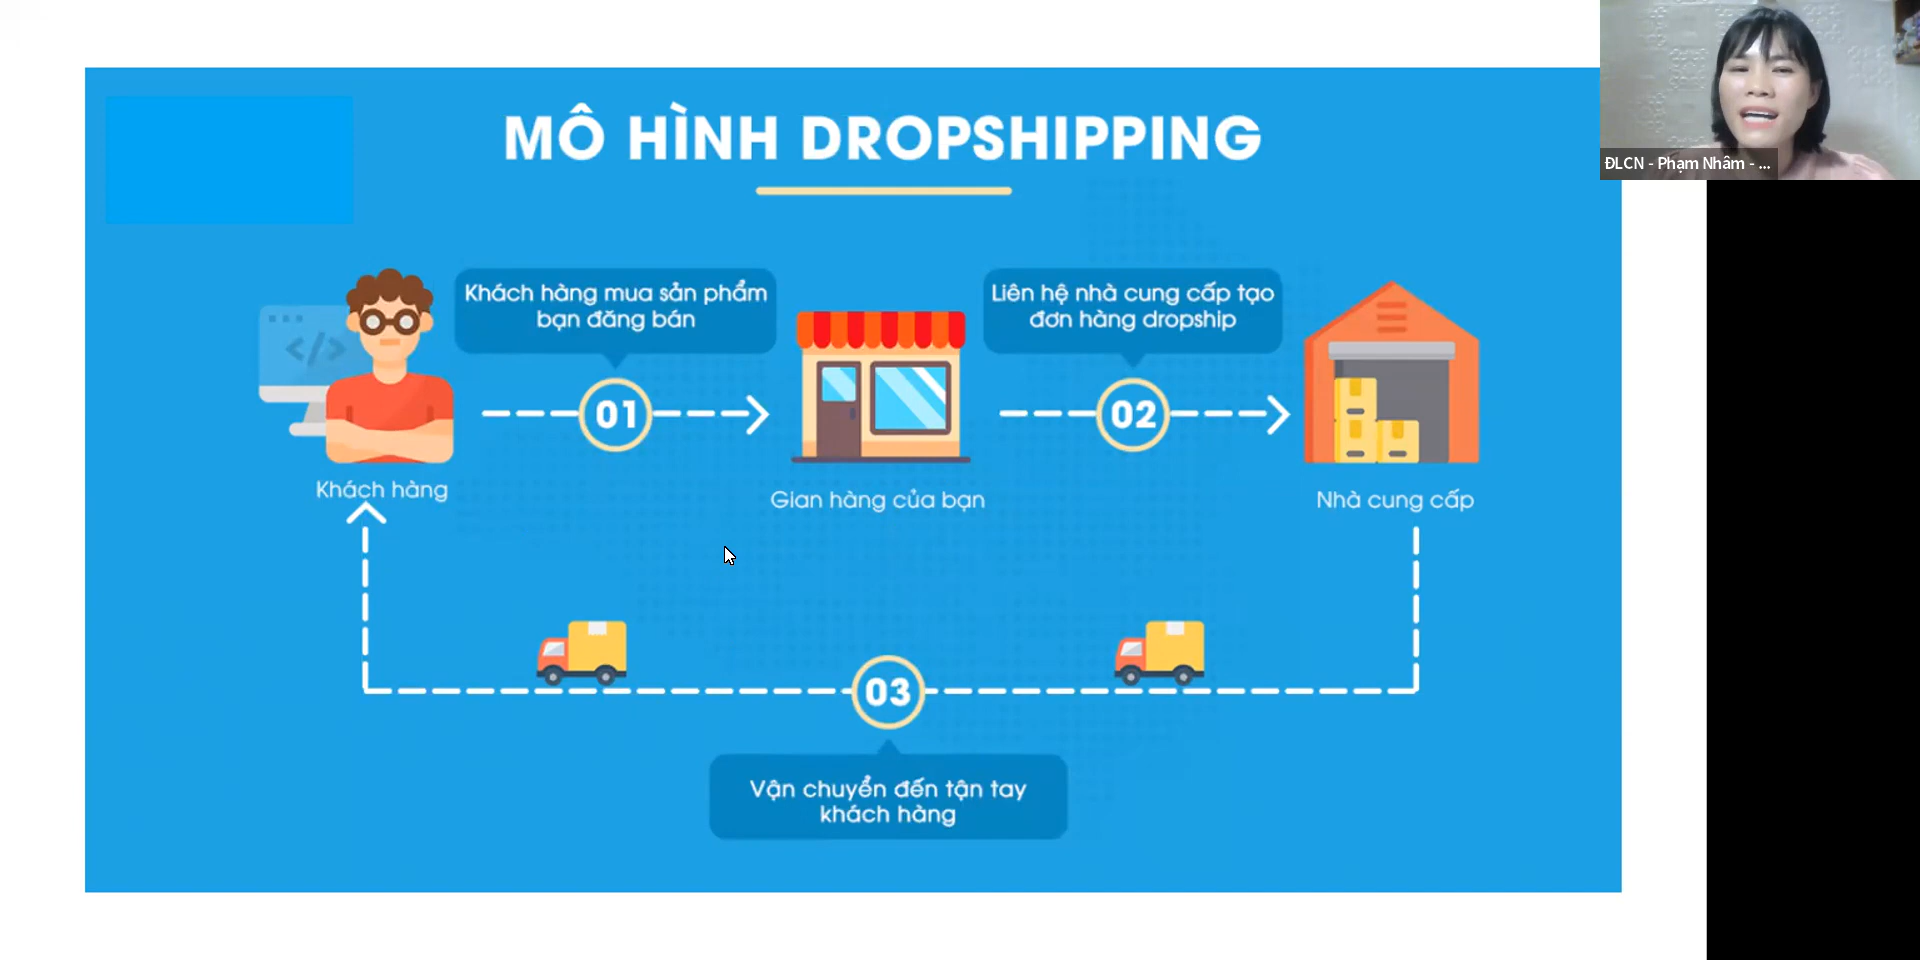 MÔ HÌNH DROPSHIPPING
ĐLCN - Phạm Nhâm - ...
Khách hàng mua sản phẩm
bạn đăng bán
Liên hệ nhà cung cấp tạo
đơn hàng dropship
</>
01
02
Khách hàng
Gian hàng của bạn
Nhà cung cấp
03
Vận chuyển đến tận tay
khách hàng